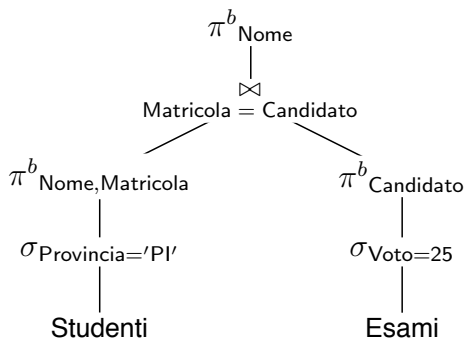 π^b Nome
⋈
Matricola = Candidato
π^b Nome,Matricola
π^b Candidato
σ Provincia='PI'
σ Voto=25
Studenti
Esami